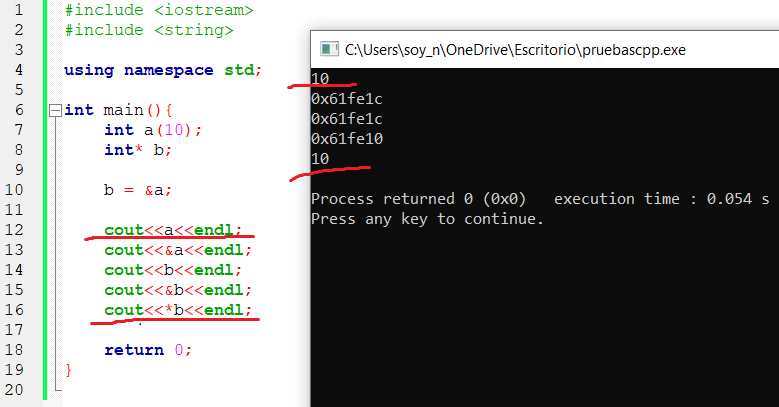 1 #include <iostream>
2 #include <string>
3
4 using namespace std;
5
6 int main(){
7 int a(10);
8 int* b;
9
10 b = &a;
11
12 cout<<a<<endl;
13 cout<<&a<<endl;
14 cout<<b<<endl;
15 cout<<&b<<endl;
16 cout<<*b<<endl;
17
18 return 0;
19 }
20
C:\Users\soy_n\OneDrive\Escritorio\pruebascpp.exe
10
0x61fe1c
0x61fe1c
0x61fe10
10
Process returned 0 (0x0)   execution time : 0.054 s
Press any key to continue.